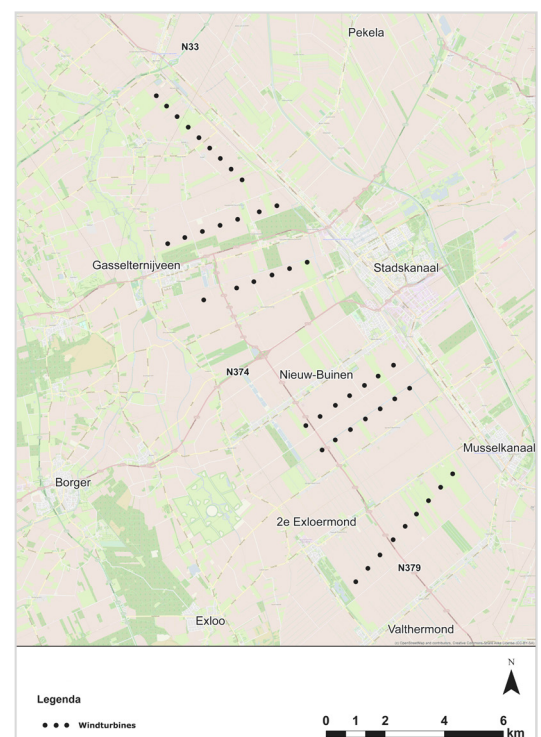 Pekela
N33
Gasselternijveen
Stadskanaal
N374
Nieuw-Buinen
Musselkanaal
Borger
2e Exloermond
N379
Exloo
Valthermond
N
Legenda
Windturbines
0 1 2 4 6
km